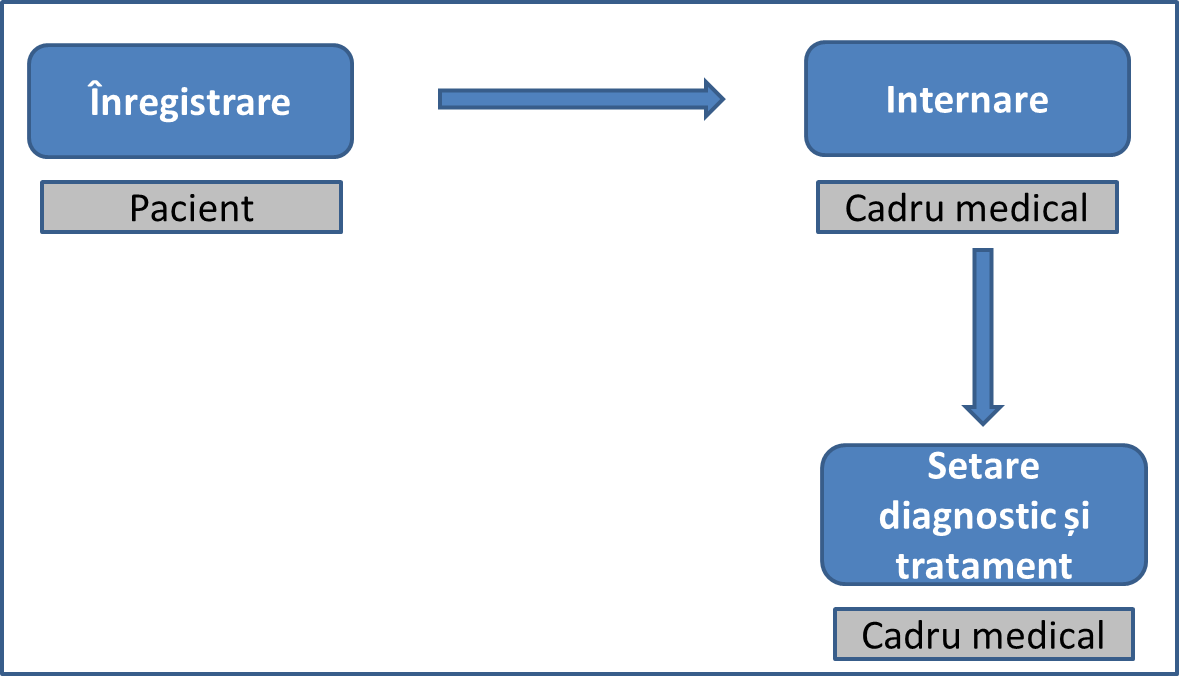 Înregistrare
Pacient
Internare
Cadru medical
Setare
diagnostic și
tratament
Cadru medical